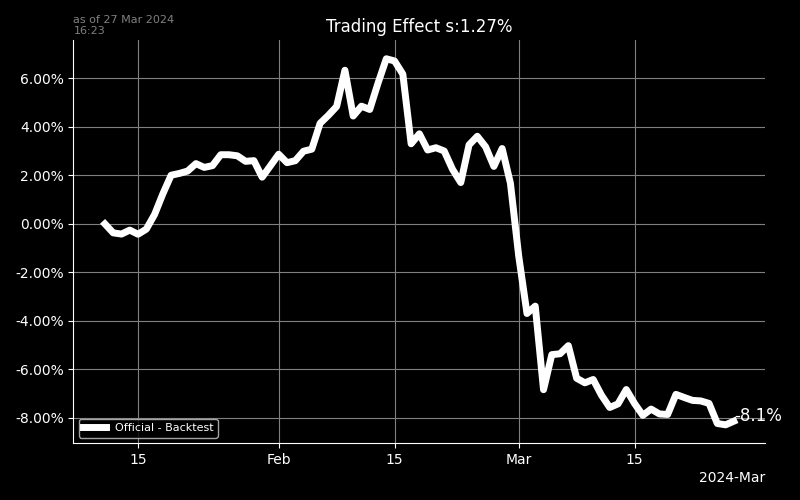 as of 27 Mar 2024
16:23
Trading Effect s:1.27%
6.00%
4.00%
2.00%
0.00%
-2.00%
-4.00%
-6.00%
-8.00%
-8.1%
Official - Backtest
15 Feb 15 Mar 15
2024-Mar